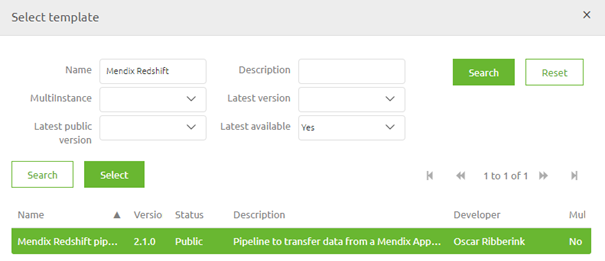 Select template ×
Name Mendix Redshift Description Search Reset
MultiInstance Latest version
Latest public version Latest available Yes
Search Select 1 to 1 of 1
Name ▲ Versio Status Description Developer Mul
Mendix Redshift pip... 2.1.0 Public Pipeline to transfer data from a Mendix App... Oscar Ribberink No